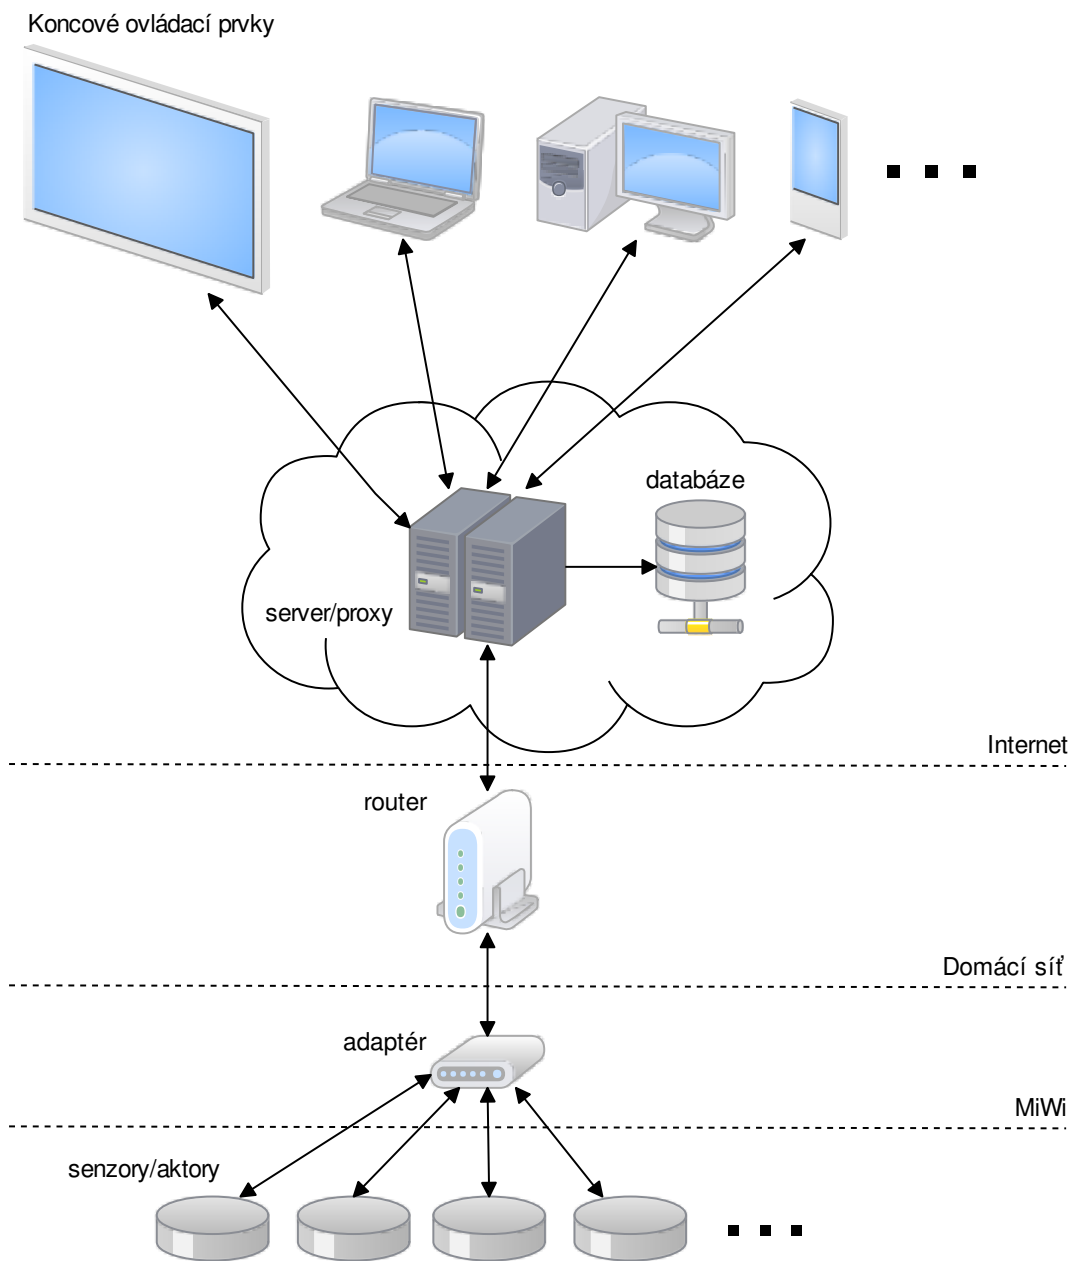 Koncové ovládací prvky
databáze
server/proxy
Internet
router
Domácí síť
adaptér
MiWi
senzory/aktory